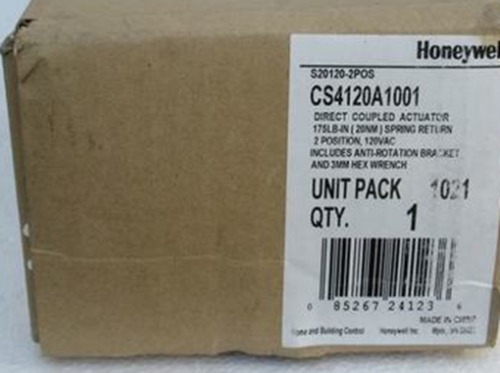 Honeywel
S20120-2POS
CS4120A1001
DIRECT COUPLED ACTUATOR
175LB-IN ( 20NM ) SPRING RETURN
2 POSITION, 120VAC
INCLUDES ANTI-ROTATION BRACKET
AND 3MM HEX WRENCH
UNIT PACK 1021
QTY. 1
0 85267 24123 6
MADE IN
Home and Building Control Honeywell Inc.